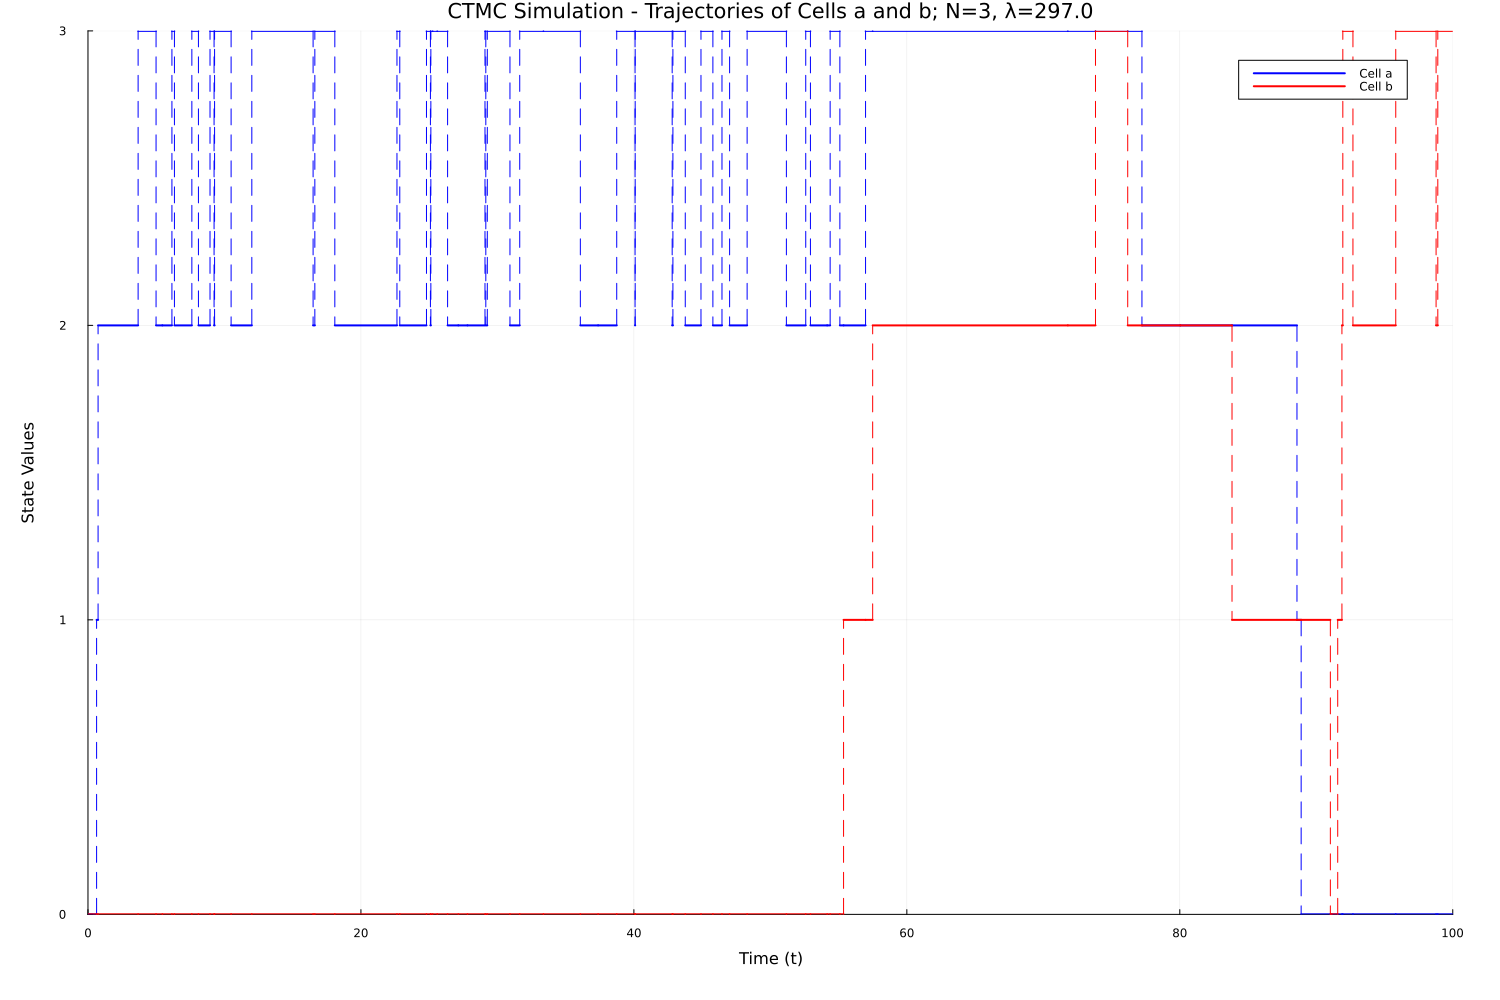 CTMC Simulation - Trajectories of Cells a and b; N=3, λ=297.0
3
Cell a
Cell b
2
State Values
1
0
0 20 40 60 80 100
Time (t)